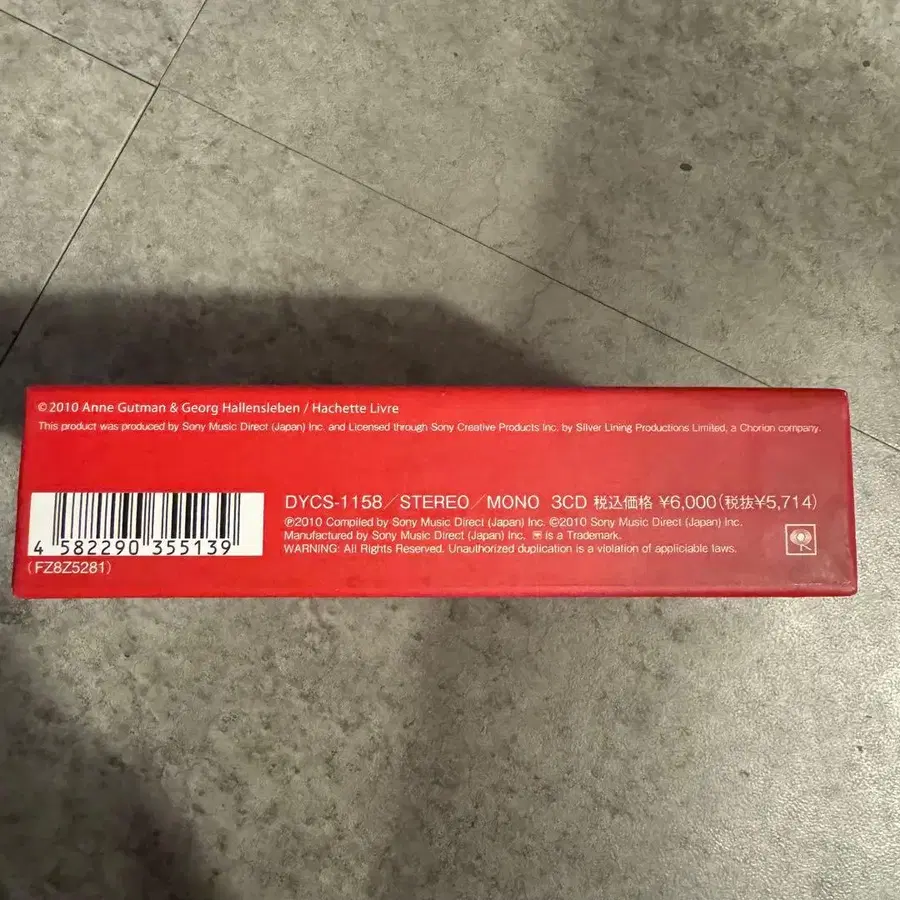 ©2010 Anne Gutman & Georg Hallensleben / Hachette Livre
This product was produced by Sony Music Direct (Japan) Inc. and Licensed through Sony Creative Products Inc. by Silver Lining Productions Limited, a Chorion company.
DYCS-1158/STEREO/MONO 3CD 税込価格 ¥6,000(税抜¥5,714)
℗2010 Compiled by Sony Music Direct (Japan) Inc. ©2010 Sony Music Direct (Japan) Inc.
Manufactured by Sony Music Direct (Japan) Inc. is a Trademark.
WARNING: All Rights Reserved. Unauthorized duplication is a violation of appliciable laws.
4 582290 355139
(FZ8Z5281)